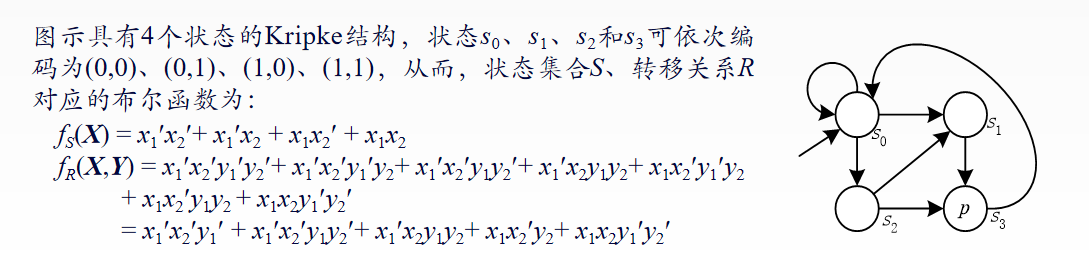 图示具有4个状态的Kripke结构，状态s₀、s₁、s₂和s₃可依次编
码为(0,0)、(0,1)、(1,0)、(1,1)，从而，状态集合S、转移关系R
对应的布尔函数为：
f_S(X) = x₁′x₂′+ x₁′x₂ + x₁x₂′ + x₁x₂
f_R(X,Y) = x₁′x₂′y₁′y₂′+ x₁′x₂′y₁′y₂+ x₁′x₂′y₁y₂′+ x₁′x₂y₁y₂+ x₁x₂′y₁′y₂
+ x₁x₂′y₁y₂ + x₁x₂y₁′y₂′
= x₁′x₂′y₁′ + x₁′x₂′y₁y₂′+ x₁′x₂y₁y₂+ x₁x₂′y₂+ x₁x₂y₁′y₂′
S₀
S₁
S₂
p
S₃